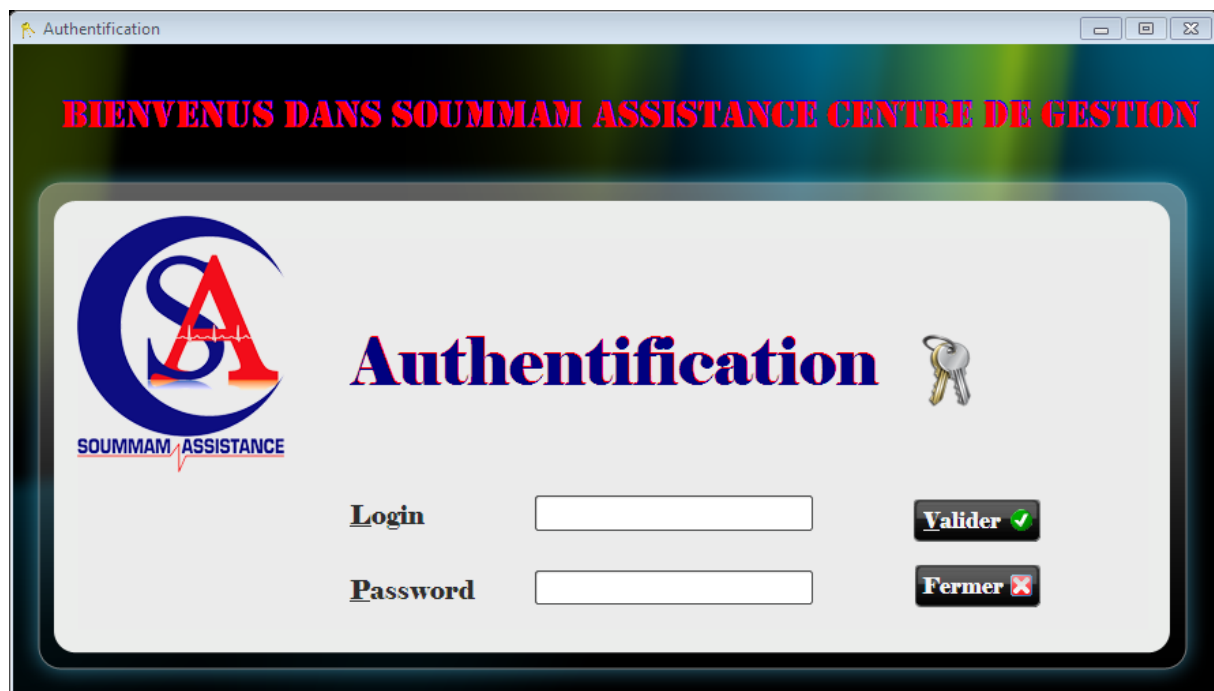 Authentification
BIENVENUS DANS SOUMMAM ASSISTANCE CENTRE DE GESTION
SA
SOUMMAM ASSISTANCE
Authentification
Login
Valider
Password
Fermer